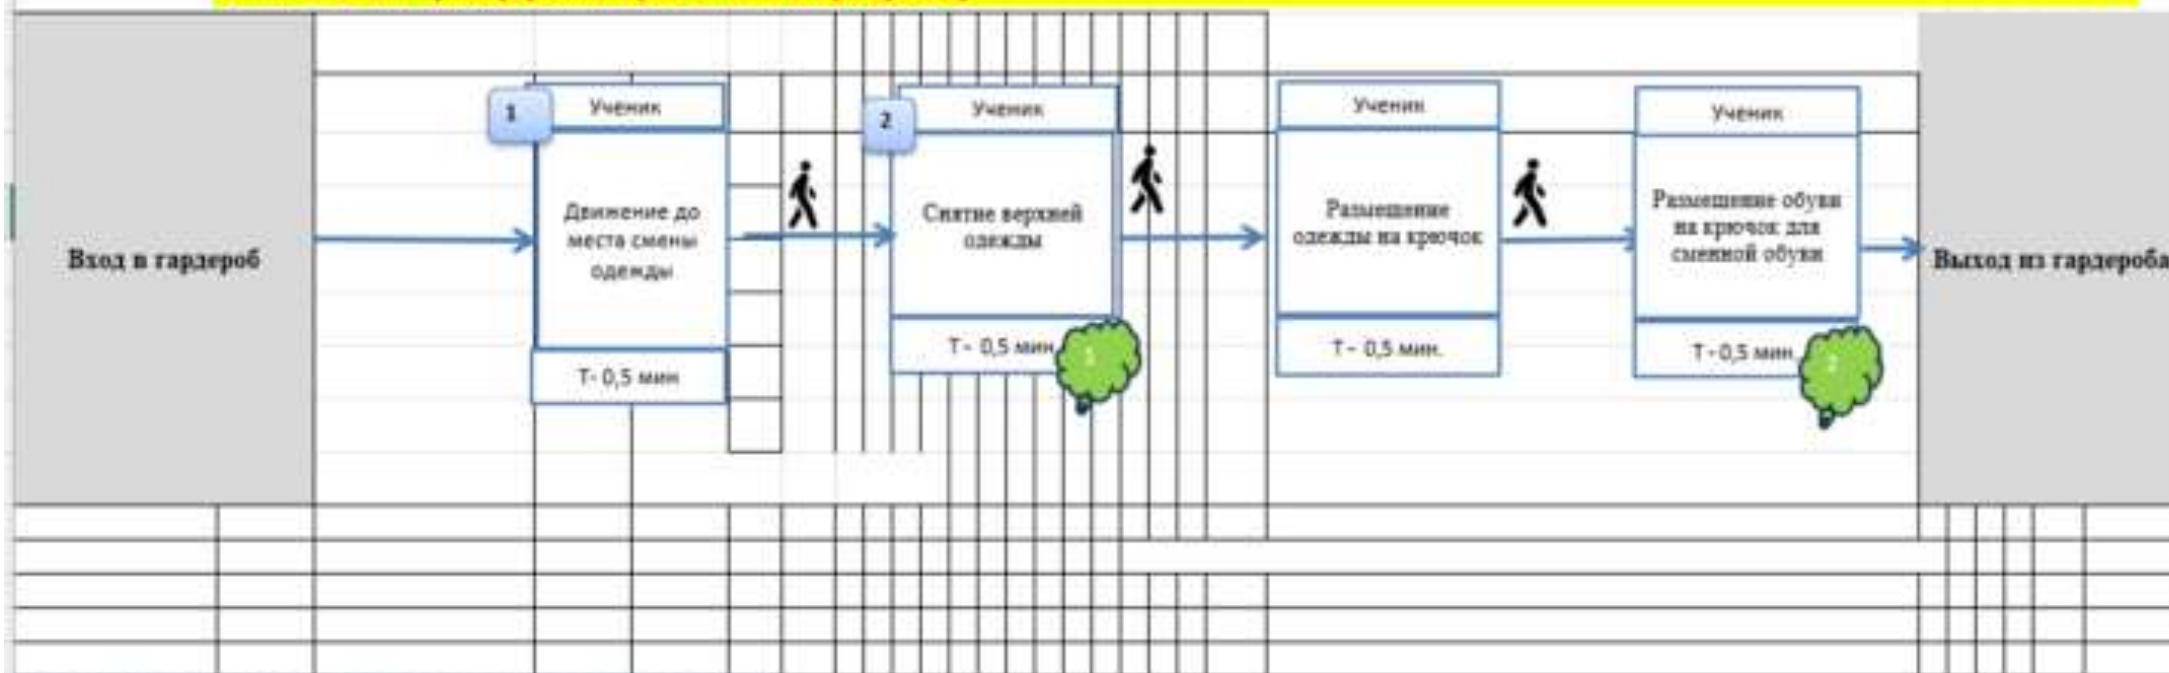 Вход в гардероб
1
Ученик
Движение до
места смены
одежды
Т- 0,5 мин
2
Ученик
Снятие верхней
одежды
Т- 0,5 мин
1
Ученик
Размещение
одежды на крючок
Т- 0,5 мин.
Ученик
Размещение обуви
на крючок для
сменной обуви
Т-0,5 мин
2
Выход из гардероба